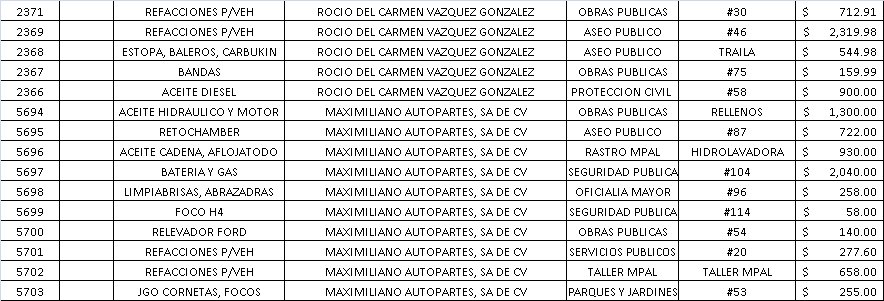 2371 REFACCIONES P/VEH ROCIO DEL CARMEN VAZQUEZ GONZALEZ OBRAS PUBLICAS #30 $ 712.91
2369 REFACCIONES P/VEH ROCIO DEL CARMEN VAZQUEZ GONZALEZ ASEO PUBLICO #46 $ 2,319.98
2368 ESTOPA, BALEROS, CARBUKIN ROCIO DEL CARMEN VAZQUEZ GONZALEZ ASEO PUBLICO TRAILA $ 544.98
2367 BANDAS ROCIO DEL CARMEN VAZQUEZ GONZALEZ OBRAS PUBLICAS #75 $ 159.99
2366 ACEITE DIESEL ROCIO DEL CARMEN VAZQUEZ GONZALEZ PROTECCION CIVIL #58 $ 900.00
5694 ACEITE HIDRAULICO Y MOTOR MAXIMILIANO AUTOPARTES, SA DE CV OBRAS PUBLICAS RELLENOS $ 1,300.00
5695 RETOCHAMBER MAXIMILIANO AUTOPARTES, SA DE CV ASEO PUBLICO #87 $ 722.00
5696 ACEITE CADENA, AFLOJATODO MAXIMILIANO AUTOPARTES, SA DE CV RASTRO MPAL HIDROLAVADORA $ 930.00
5697 BATERIA Y GAS MAXIMILIANO AUTOPARTES, SA DE CV SEGURIDAD PUBLICA #104 $ 2,040.00
5698 LIMPIABRISAS, ABRAZADRAS MAXIMILIANO AUTOPARTES, SA DE CV OFICIALIA MAYOR #96 $ 258.00
5699 FOCO H4 MAXIMILIANO AUTOPARTES, SA DE CV SEGURIDAD PUBLICA #114 $ 58.00
5700 RELEVADOR FORD MAXIMILIANO AUTOPARTES, SA DE CV OBRAS PUBLICAS #54 $ 140.00
5701 REFACCIONES P/VEH MAXIMILIANO AUTOPARTES, SA DE CV SERVICIOS PUBLICOS #20 $ 277.60
5702 REFACCIONES P/VEH MAXIMILIANO AUTOPARTES, SA DE CV TALLER MPAL TALLER MPAL $ 658.00
5703 JGO CORNETAS, FOCOS MAXIMILIANO AUTOPARTES, SA DE CV PARQUES Y JARDINES #53 $ 255.00